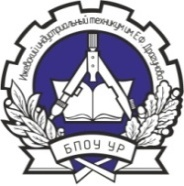 Ижевский индустриальный техникум им. Е.Ф. Драгунова
БПОУ УР